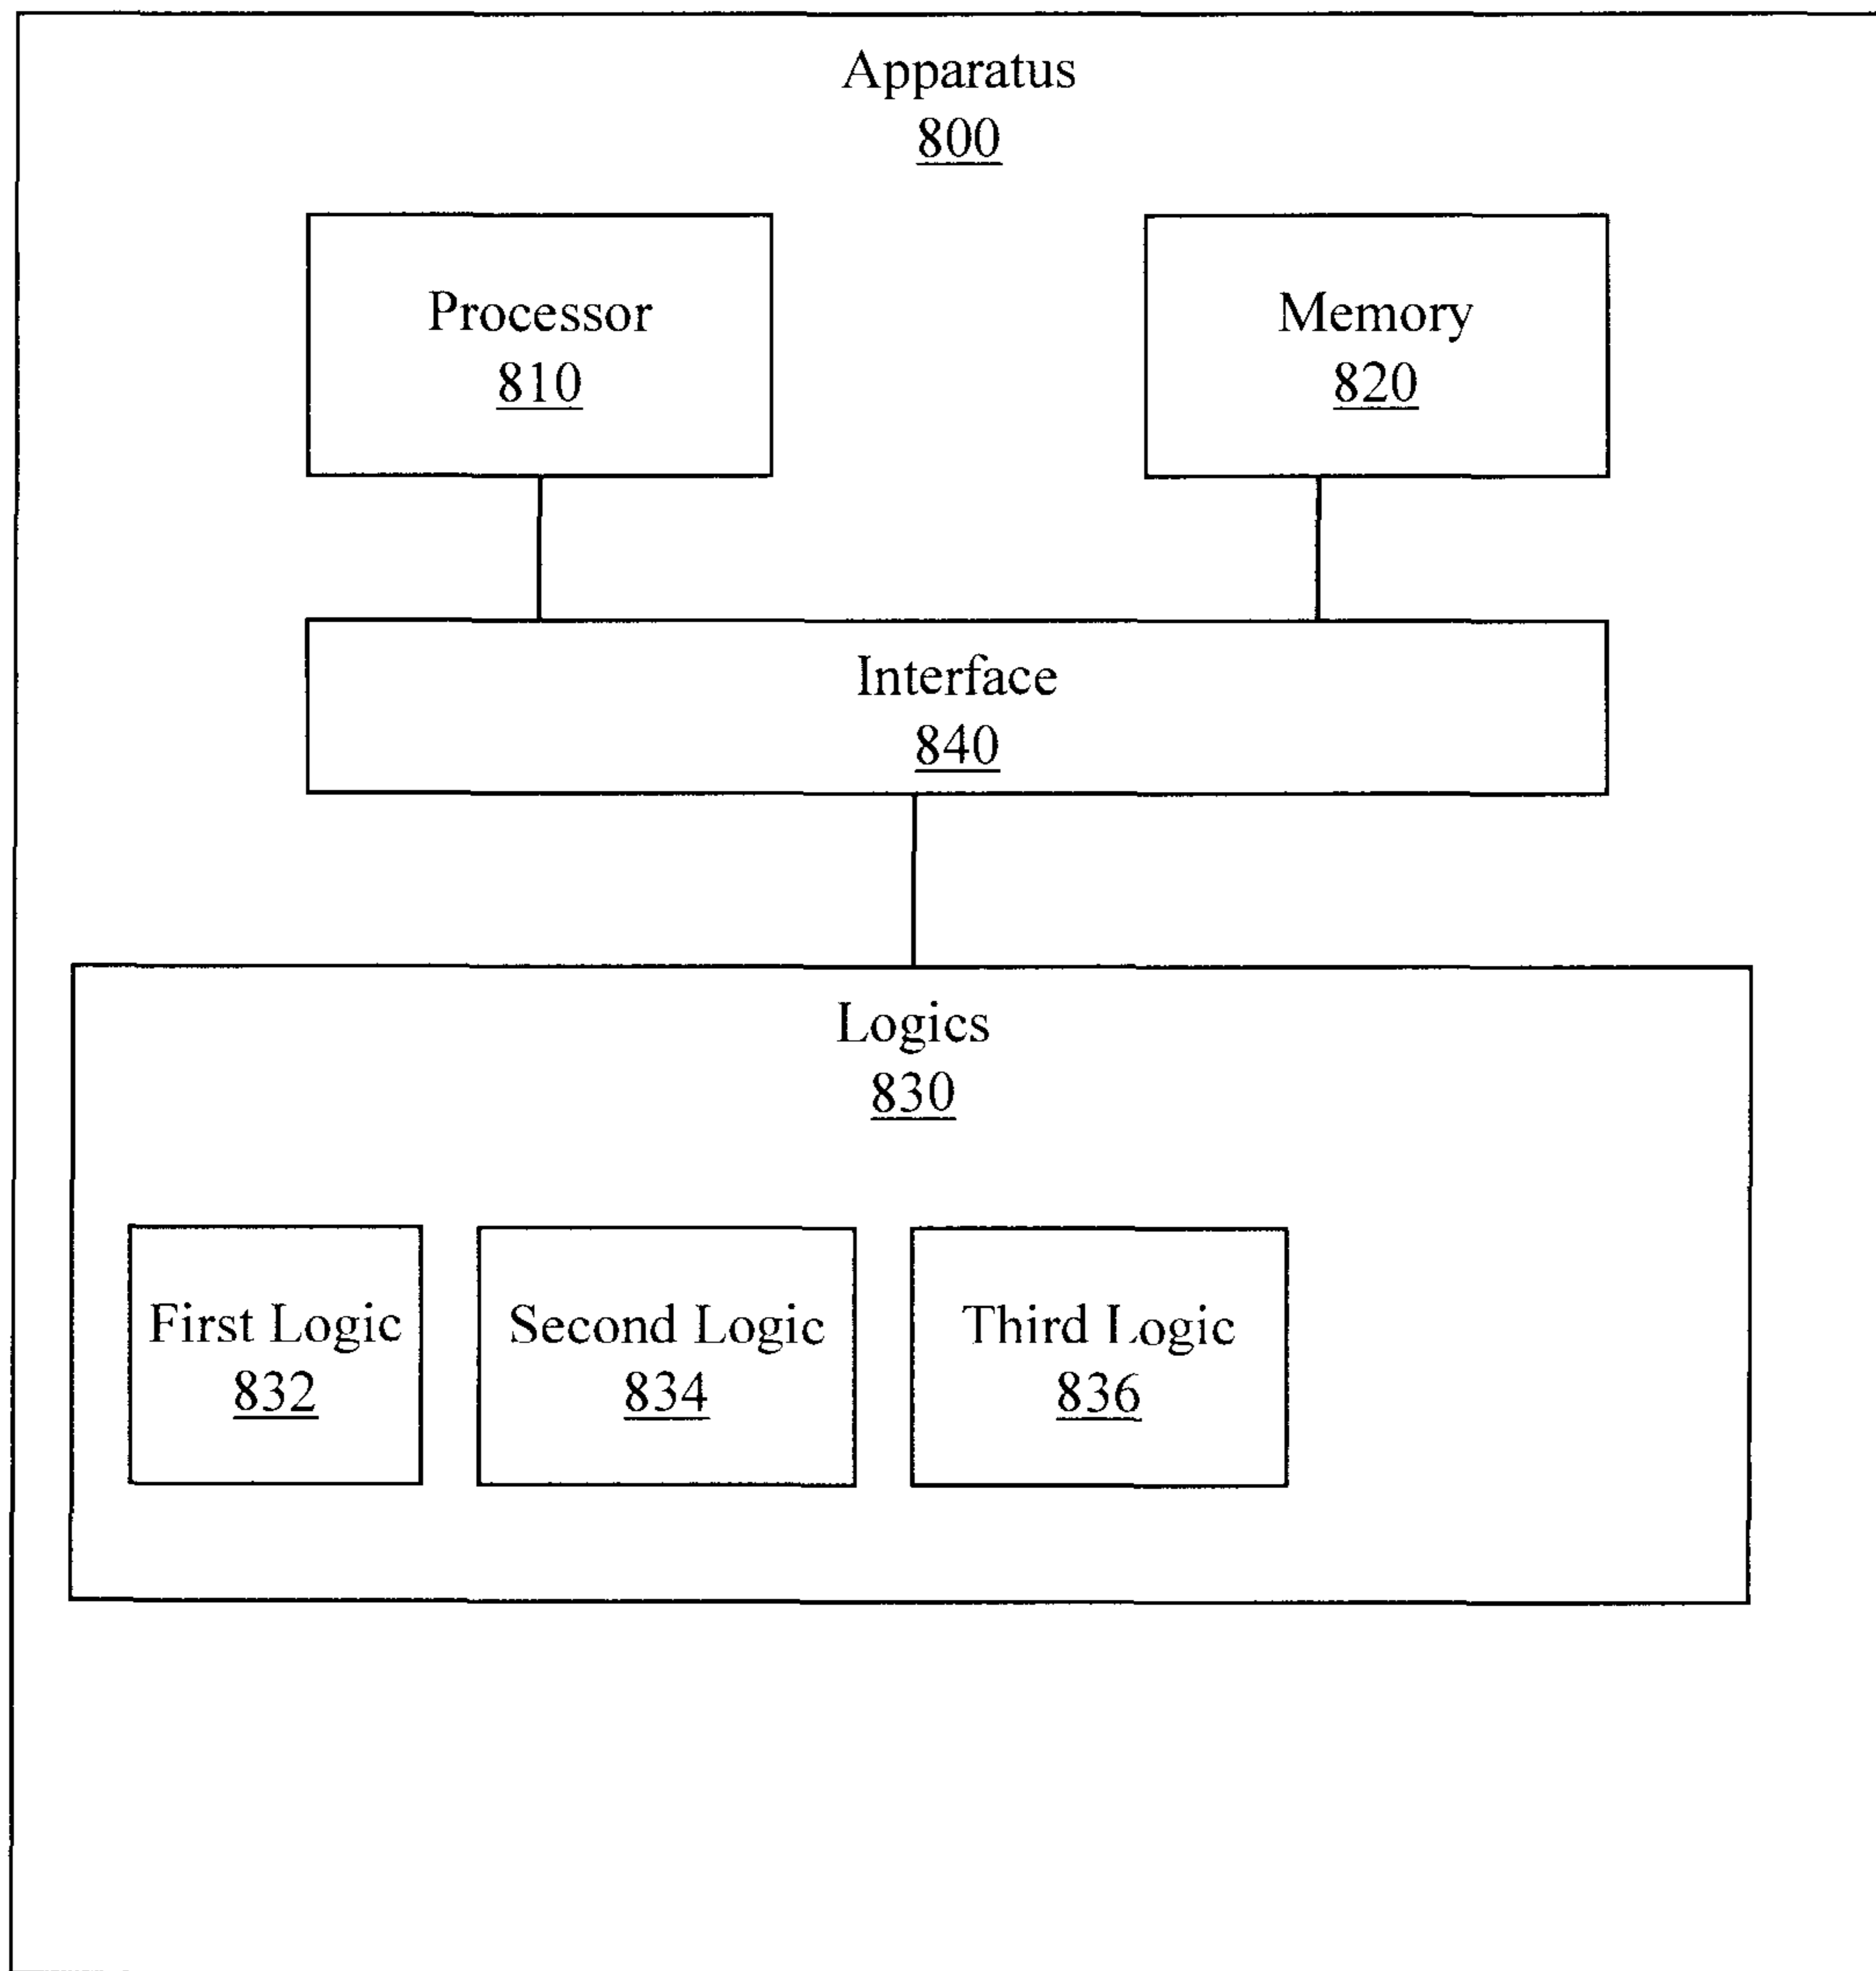 Apparatus
800
Processor
810
Memory
820
Interface
840
Logics
830
First Logic
832
Second Logic
834
Third Logic
836